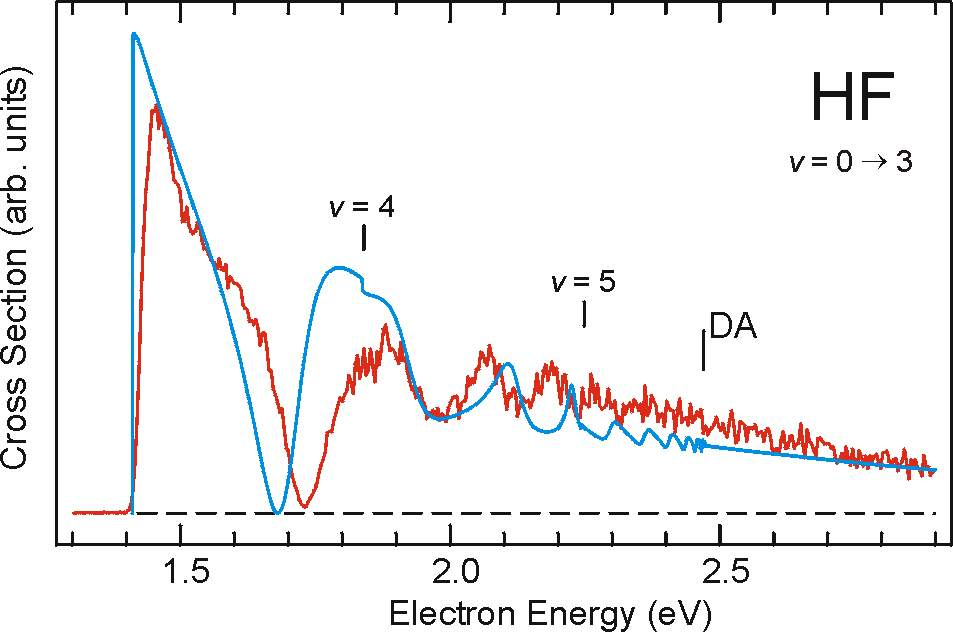 HF
v = 0 → 3
v = 4
v = 5
DA
Cross Section (arb. units)
1.5
2.0
2.5
Electron Energy (eV)